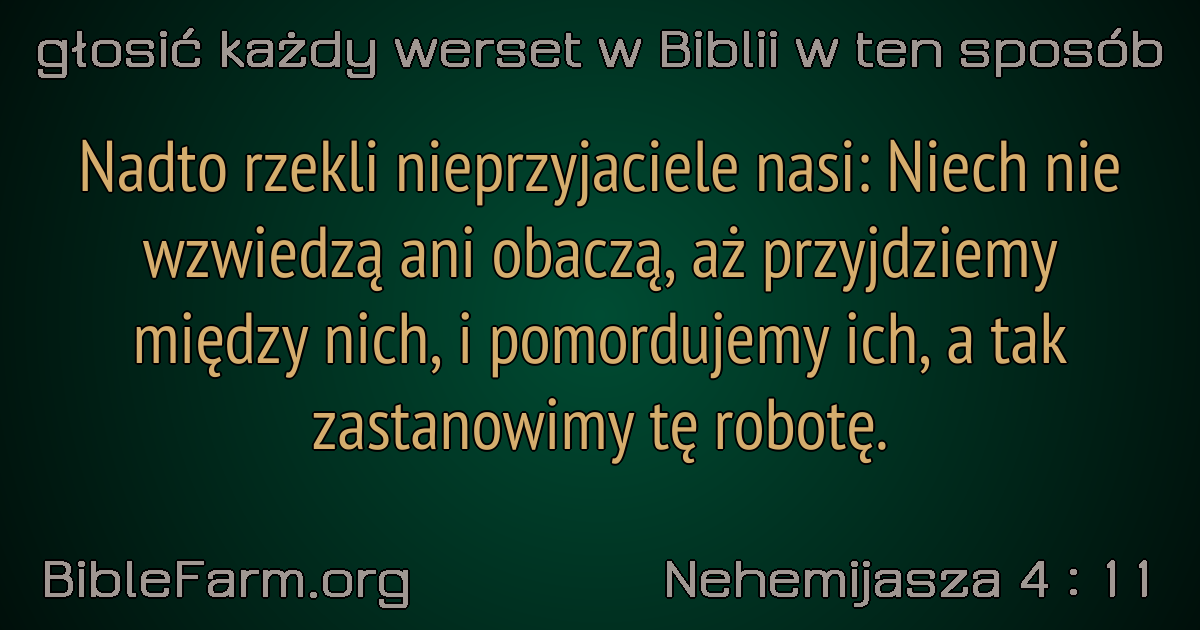 głosić każdy werset w Biblii w ten sposób
Nadto rzekli nieprzyjaciele nasi: Niech nie
wzwiedzą ani obaczą, aż przyjdziemy
między nich, i pomordujemy ich, a tak
zastanowimy tę robotę.
BibleFarm.org
Nehemijasza 4 : 11